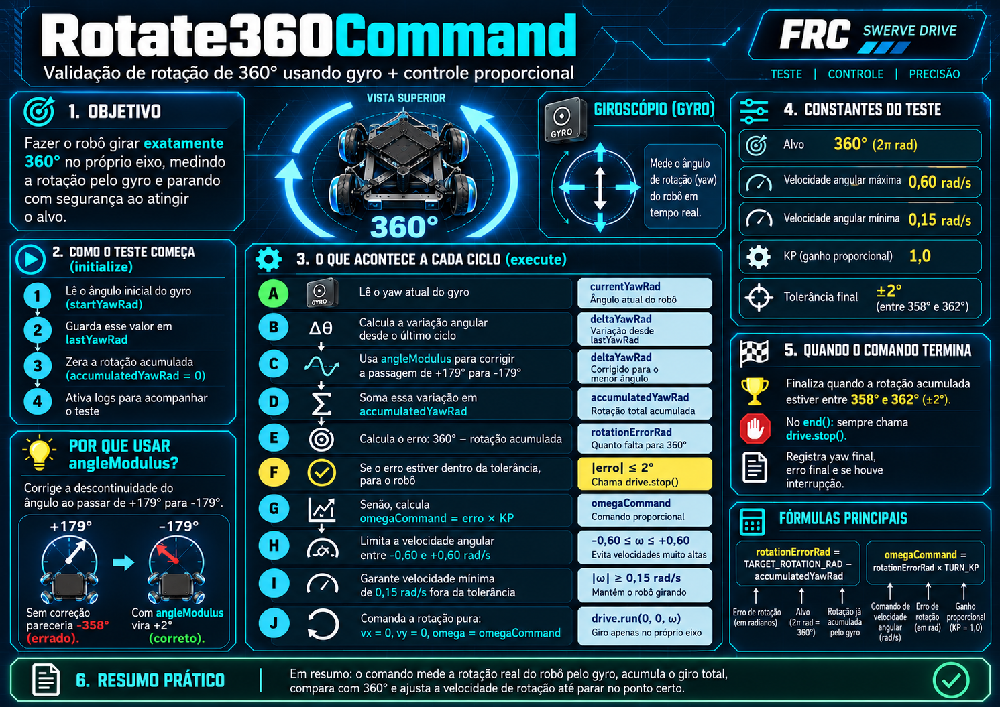 Rotate360Command
Validação de rotação de 360° usando gyro + controle proporcional
FRC SWERVE DRIVE
TESTE | CONTROLE | PRECISÃO
1. OBJETIVO
Fazer o robô girar exatamente
360° no próprio eixo, medindo
a rotação pelo gyro e parando
com segurança ao atingir
o alvo.
VISTA SUPERIOR
360°
GIROSCÓPIO (GYRO)
GYRO
Mede o ângulo
de rotação (yaw)
do robô em
tempo real.
2. COMO O TESTE COMEÇA
(initialize)
1
Lê o ângulo inicial do gyro
(startYawRad)
2
Guarda esse valor em
lastYawRad
3
Zera a rotação acumulada
(accumulatedYawRad = 0)
4
Ativa logs para acompanhar
o teste
POR QUE USAR
angleModulus?
Corrige a descontinuidade do
ângulo ao passar de +179° para -179°.
+179°
-179°
Sem correção
pareceria -358°
(errado).
Com angleModulus
vira +2°
(correto).
3. O QUE ACONTECE A CADA CICLO (execute)
A
GYRO
Lê o yaw atual do gyro
currentYawRad
Ângulo atual do robô
B
Δθ
Calcula a variação angular
desde o último ciclo
deltaYawRad
Variação desde
lastYawRad
C
Usa angleModulus para corrigir
a passagem de +179° para -179°
deltaYawRad
Corrigido para o
menor ângulo
D
Σ
Soma essa variação em
accumulatedYawRad
accumulatedYawRad
Rotação total acumulada
E
Calcula o erro: 360° − rotação acumulada
rotationErrorRad
Quanto falta para 360°
F
Se o erro estiver dentro da tolerância,
para o robô
|erro| ≤ 2°
Chama drive.stop()
G
Senão, calcula
omegaCommand = erro × KP
omegaCommand
Comando proporcional
H
Limita a velocidade angular
entre -0,60 e +0,60 rad/s
-0,60 ≤ ω ≤ +0,60
Evita velocidades muito altas
I
Garante velocidade mínima
de 0,15 rad/s fora da tolerância
|ω| ≥ 0,15 rad/s
Mantém o robô girando
J
Comanda a rotação pura:
vx = 0, vy = 0, omega = omegaCommand
drive.run(0, 0, ω)
Giro apenas no próprio eixo
4. CONSTANTES DO TESTE
Alvo 360° (2π rad)
Velocidade angular máxima 0,60 rad/s
Velocidade angular mínima 0,15 rad/s
KP (ganho proporcional) 1,0
Tolerância final ±2°
(entre 358° e 362°)
5. QUANDO O COMANDO TERMINA
Finaliza quando a rotação acumulada
estiver entre 358° e 362° (±2°).
No end(): sempre chama
drive.stop().
Registra yaw final,
erro final e se houve
interrupção.
FÓRMULAS PRINCIPAIS
rotationErrorRad =
TARGET_ROTATION_RAD −
accumulatedYawRad
Erro de rotação
(em radianos)
Alvo
(2π rad =
360°)
Rotação já
acumulada
pelo gyro
omegaCommand =
rotationErrorRad × TURN_KP
Comando de
velocidade
angular
(rad/s)
Erro de
rotação
(em rad)
Ganho
proporcional
(KP = 1,0)
6. RESUMO PRÁTICO
Em resumo: o comando mede a rotação real do robô pelo gyro, acumula o giro total,
compara com 360° e ajusta a velocidade de rotação até parar no ponto certo.